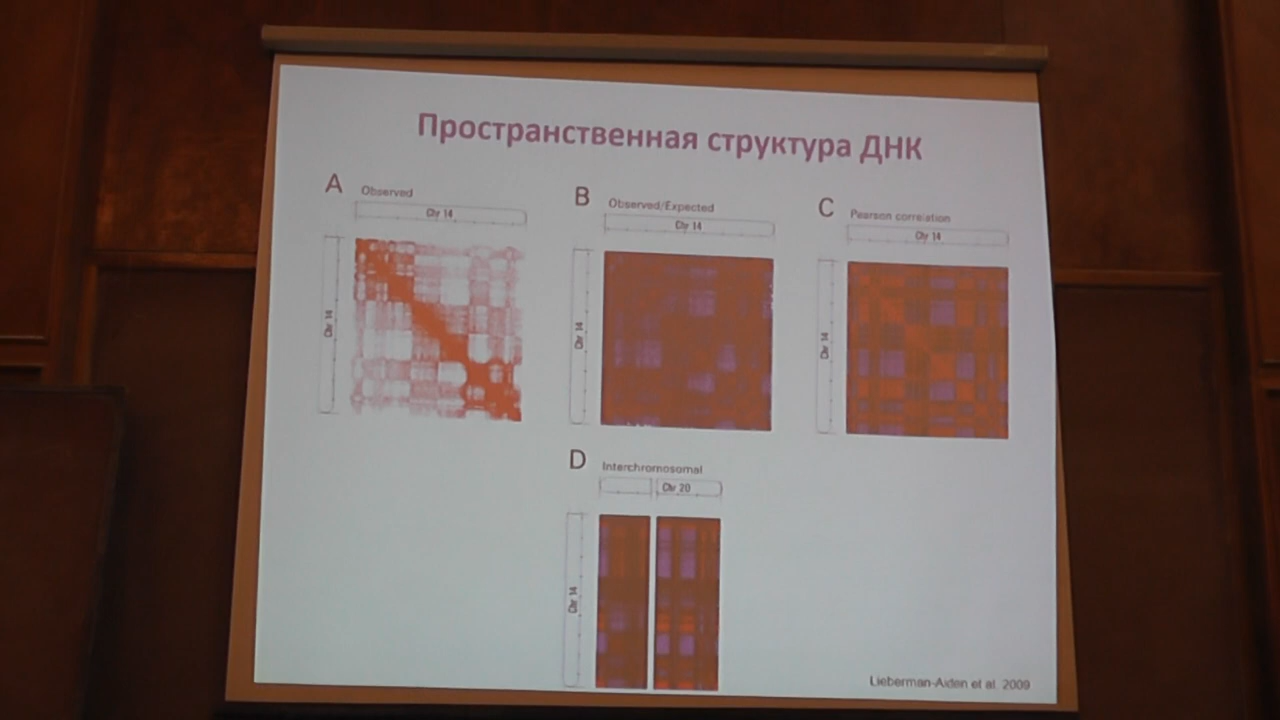 Пространственная структура ДНК
A Observed
Chr 14
Chr 14
B Observed/Expected
Chr 14
Chr 14
C Pearson correlation
Chr 14
Chr 14
D Interchromosomal
Chr 20
Chr 14
Lieberman-Aiden et al. 2009